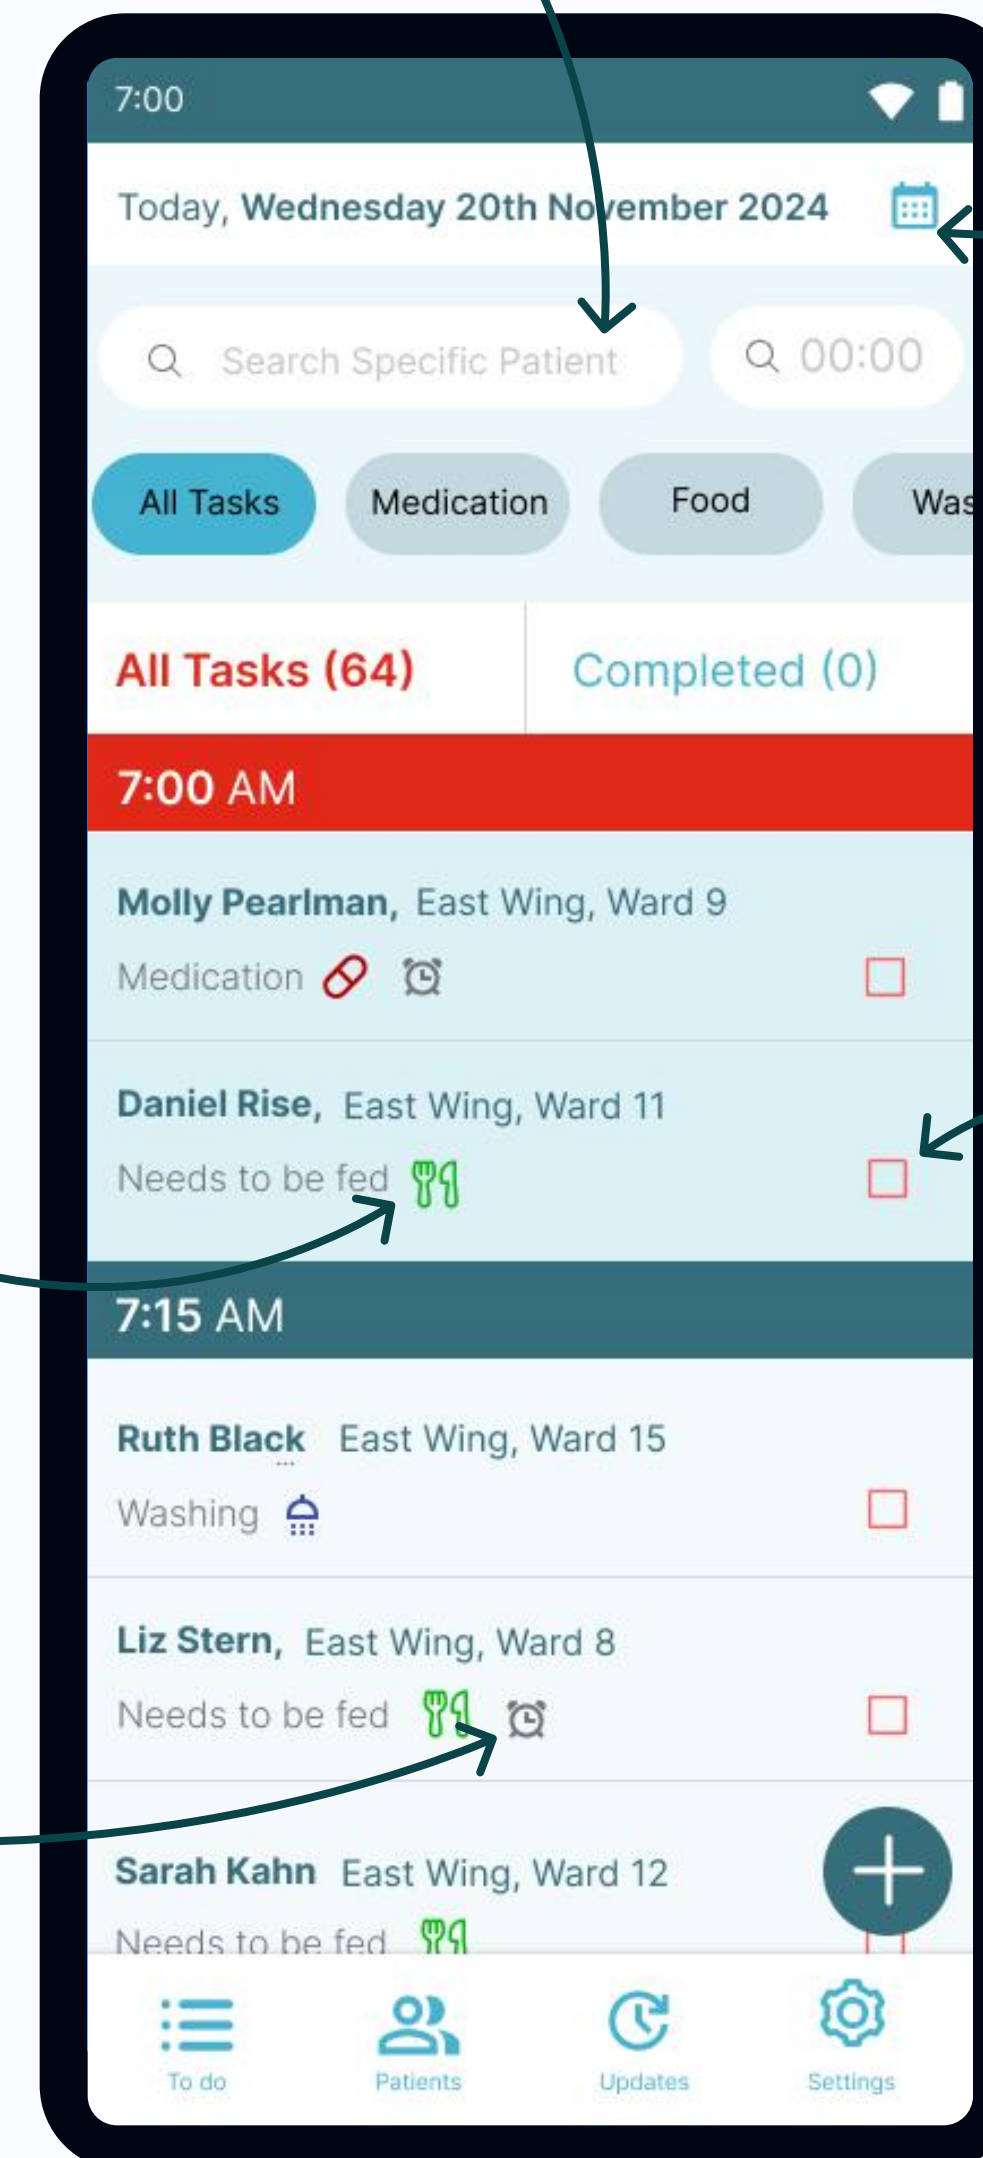 7:00
Today, Wednesday 20th November 2024
Search Specific Patient 00:00
All Tasks Medication Food Was
All Tasks (64) Completed (0)
7:00 AM
Molly Pearlman, East Wing, Ward 9
Medication
Daniel Rise, East Wing, Ward 11
Needs to be fed
7:15 AM
Ruth Black East Wing, Ward 15
Washing
Liz Stern, East Wing, Ward 8
Needs to be fed
Sarah Kahn East Wing, Ward 12
Needs to be fed
To do Patients Updates Settings